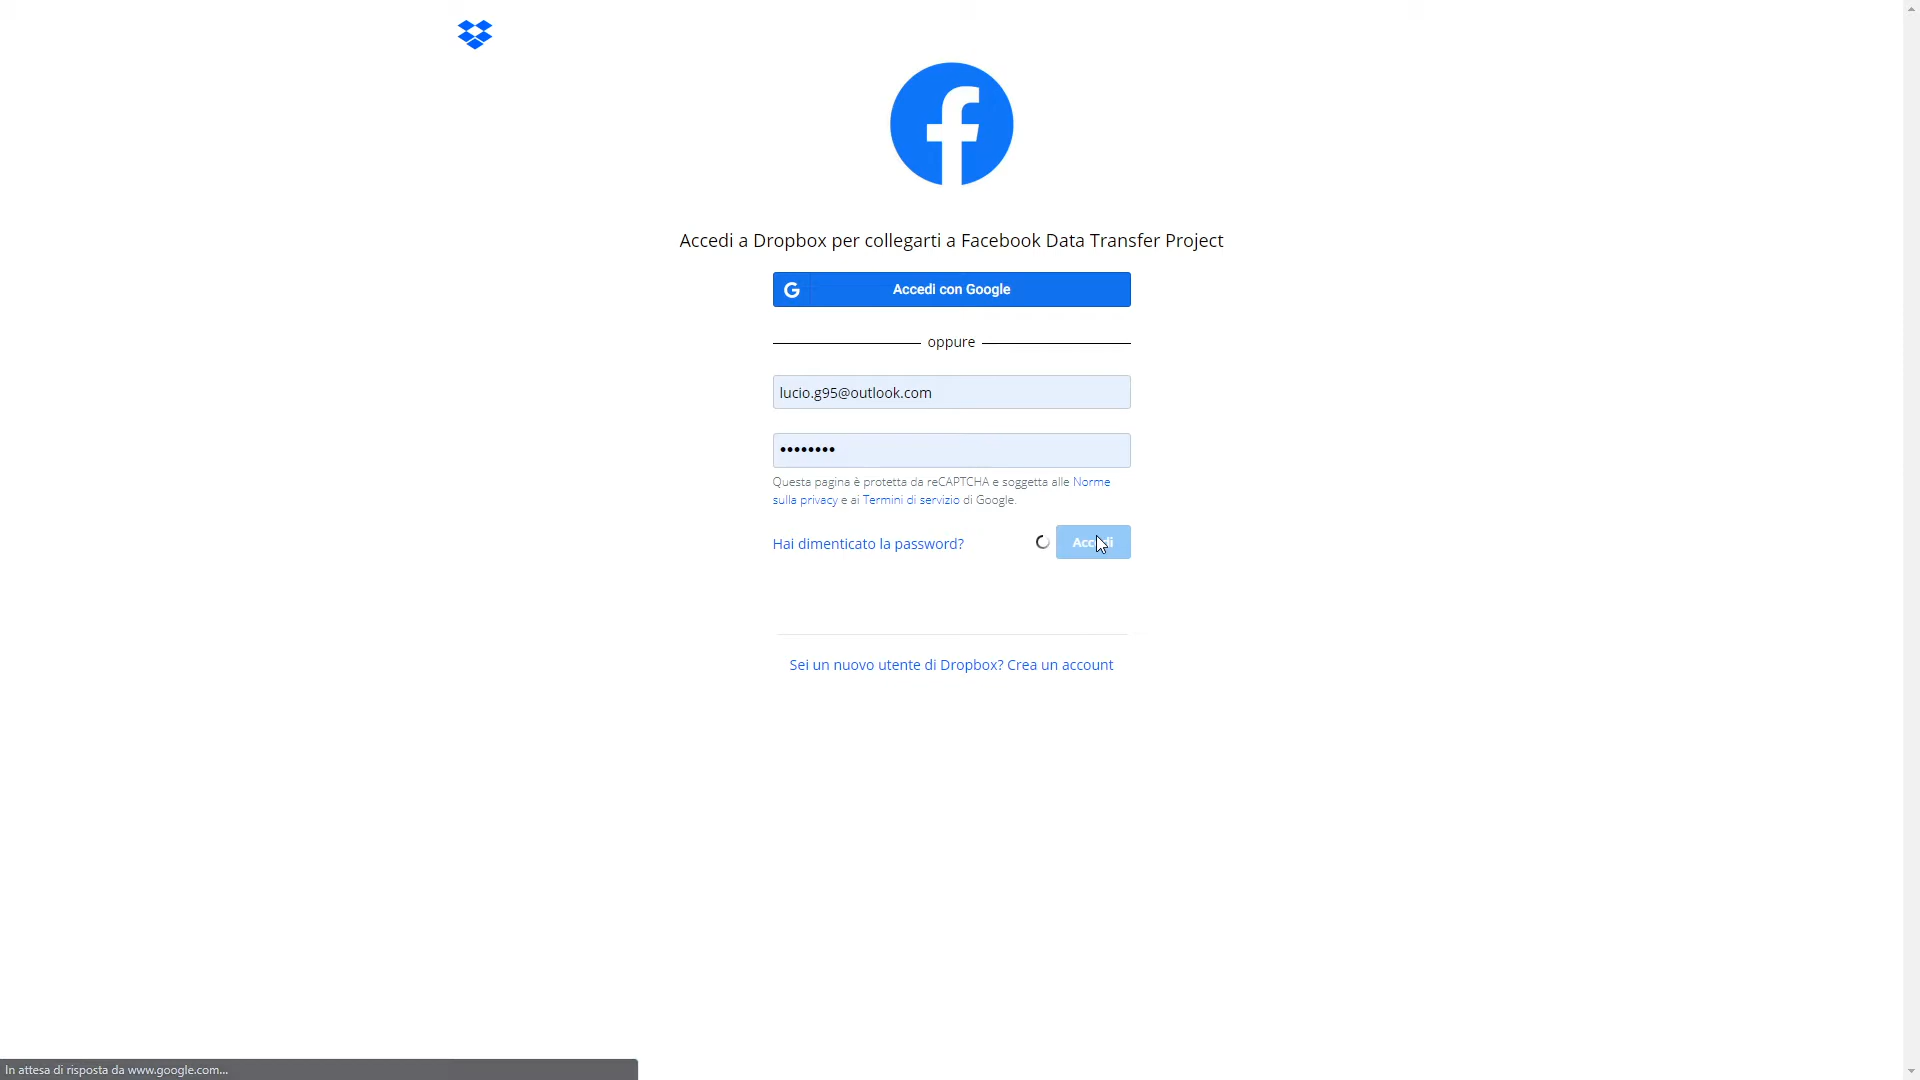 Accedi a Dropbox per collegarti a Facebook Data Transfer Project
G Accedi con Google
oppure
lucio.g95@outlook.com
••••••••
Questa pagina è protetta da reCAPTCHA e soggetta alle Norme
sulla privacy e ai Termini di servizio di Google.
Hai dimenticato la password?
Accedi
Sei un nuovo utente di Dropbox? Crea un account
In attesa di risposta da www.google.com...